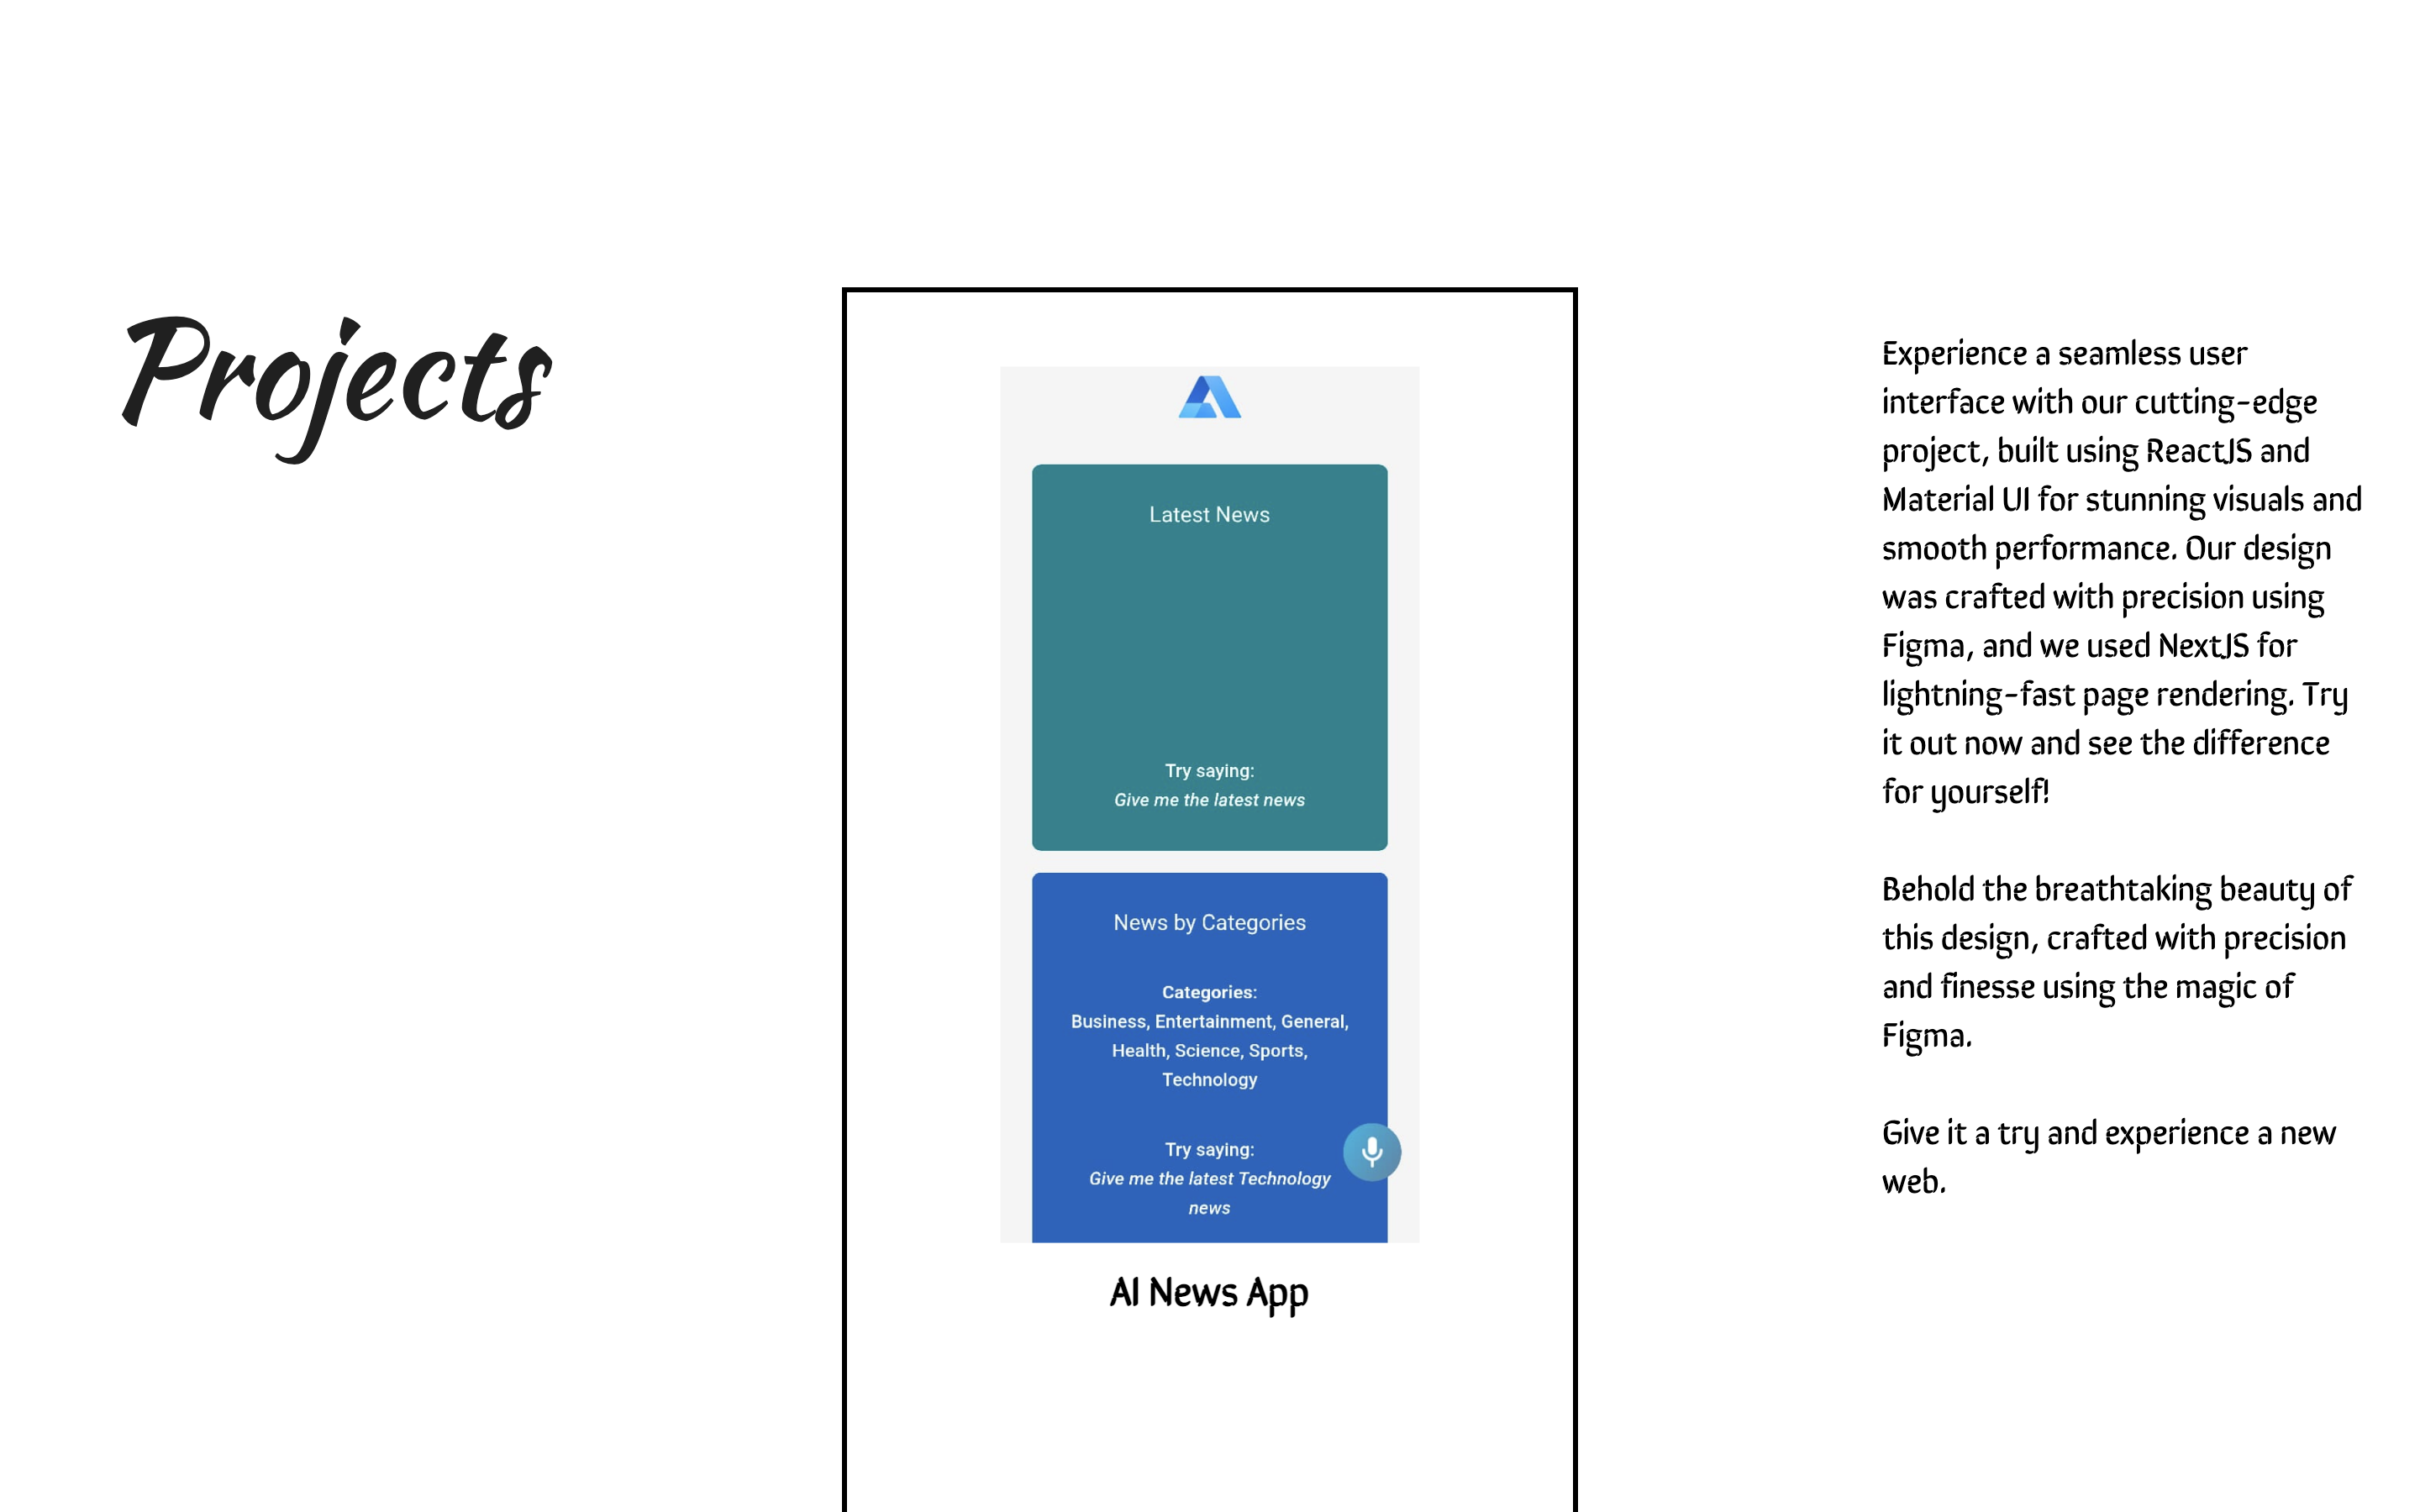 Projects
Latest News
Try saying:
Give me the latest news
News by Categories
Categories:
Business, Entertainment, General,
Health, Science, Sports,
Technology
Try saying:
Give me the latest Technology
news
AI News App
Experience a seamless user
interface with our cutting-edge
project, built using ReactJS and
Material UI for stunning visuals and
smooth performance. Our design
was crafted with precision using
Figma, and we used NextJS for
lightning-fast page rendering. Try
it out now and see the difference
for yourself!
Behold the breathtaking beauty of
this design, crafted with precision
and finesse using the magic of
Figma.
Give it a try and experience a new
web.